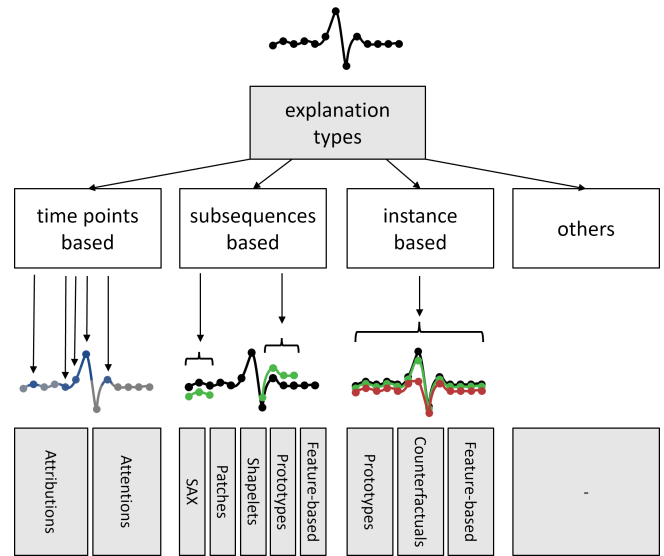 explanation
types
time points
based
subsequences
based
instance
based
others
Attributions
Attentions
SAX
Patches
Shapelets
Prototypes
Feature-based
Prototypes
Counterfactuals
Feature-based
-